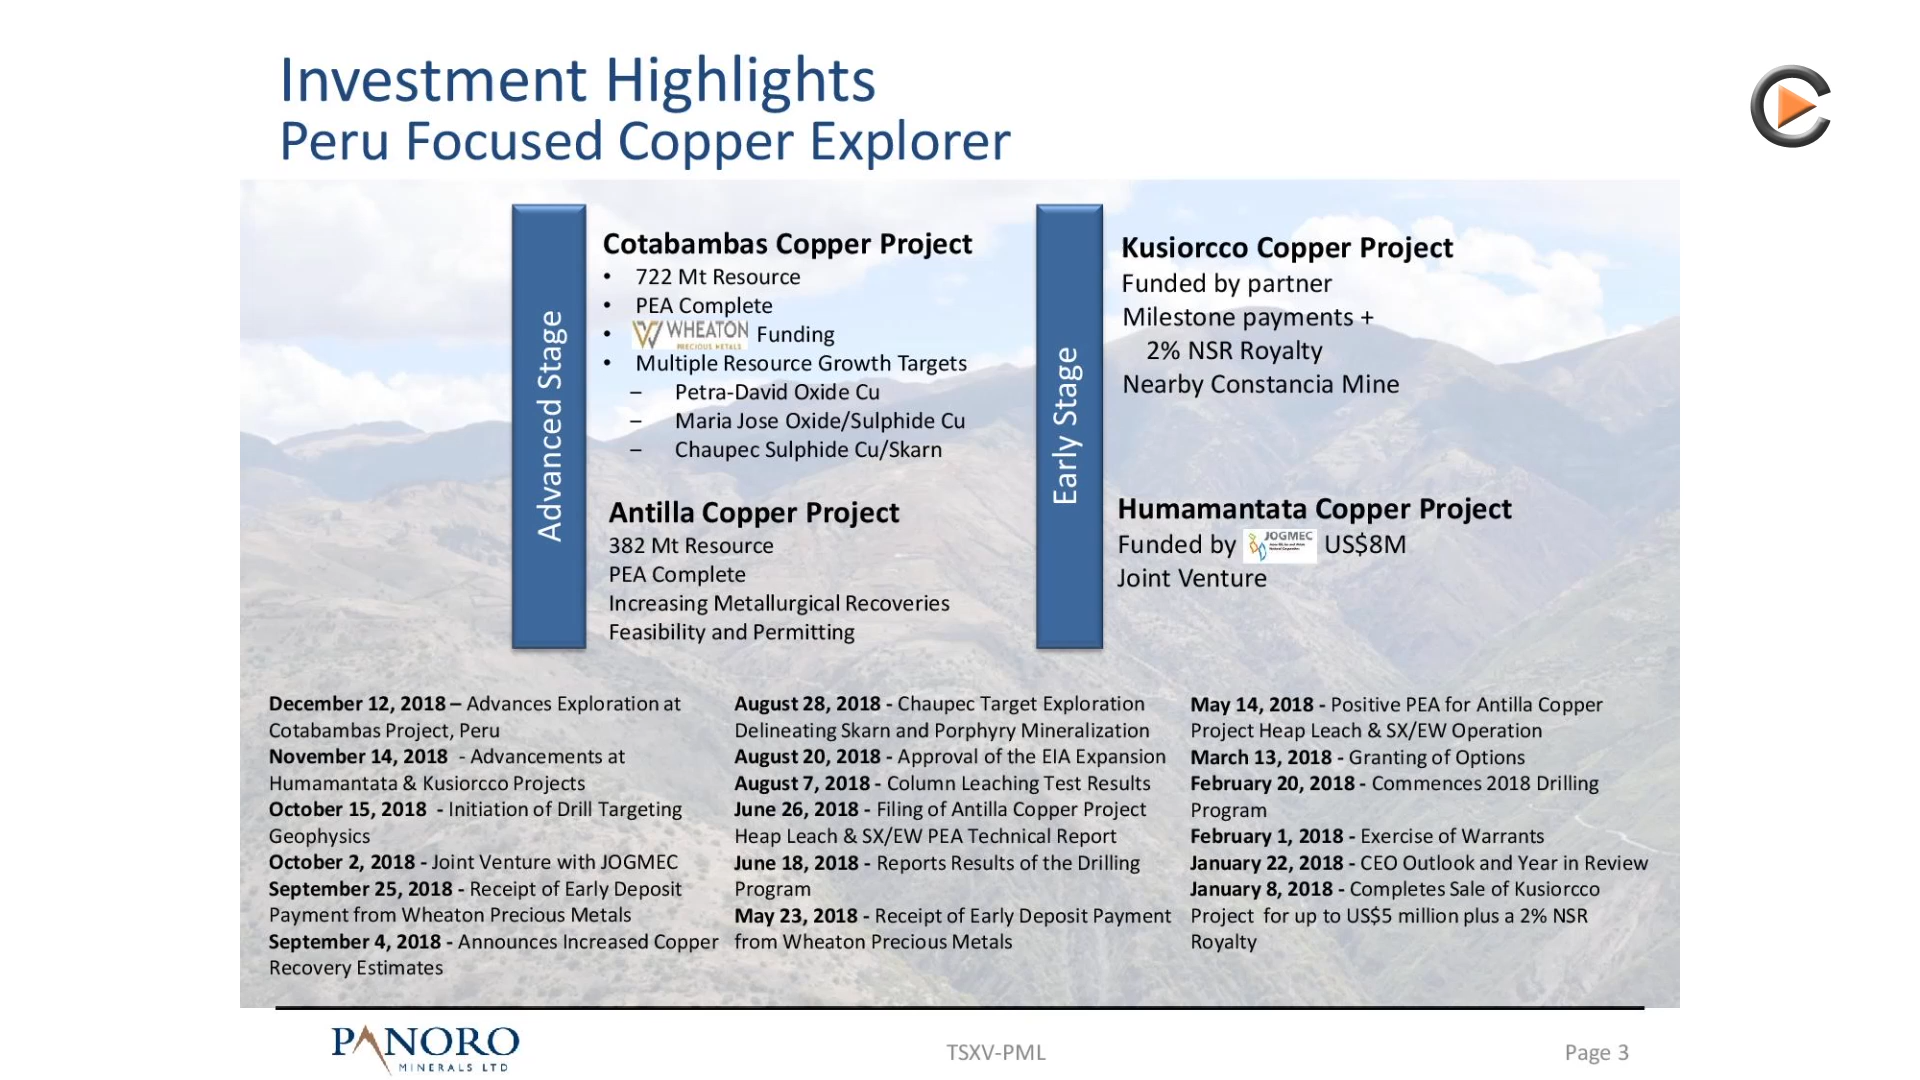 Investment Highlights
Peru Focused Copper Explorer
Advanced Stage
Cotabambas Copper Project
• 722 Mt Resource
• PEA Complete
• WHEATON PRECIOUS METALS Funding
• Multiple Resource Growth Targets
– Petra-David Oxide Cu
– Maria Jose Oxide/Sulphide Cu
– Chaupec Sulphide Cu/Skarn
Antilla Copper Project
382 Mt Resource
PEA Complete
Increasing Metallurgical Recoveries
Feasibility and Permitting
Early Stage
Kusiorcco Copper Project
Funded by partner
Milestone payments +
2% NSR Royalty
Nearby Constancia Mine
Humamantata Copper Project
Funded by JOGMEC US$8M
Joint Venture
December 12, 2018 – Advances Exploration at
Cotabambas Project, Peru
November 14, 2018 - Advancements at
Humamantata & Kusiorcco Projects
October 15, 2018 - Initiation of Drill Targeting
Geophysics
October 2, 2018 - Joint Venture with JOGMEC
September 25, 2018 - Receipt of Early Deposit
Payment from Wheaton Precious Metals
September 4, 2018 - Announces Increased Copper
Recovery Estimates
August 28, 2018 - Chaupec Target Exploration
Delineating Skarn and Porphyry Mineralization
August 20, 2018 - Approval of the EIA Expansion
August 7, 2018 - Column Leaching Test Results
June 26, 2018 - Filing of Antilla Copper Project
Heap Leach & SX/EW PEA Technical Report
June 18, 2018 - Reports Results of the Drilling
Program
May 23, 2018 - Receipt of Early Deposit Payment
from Wheaton Precious Metals
May 14, 2018 - Positive PEA for Antilla Copper
Project Heap Leach & SX/EW Operation
March 13, 2018 - Granting of Options
February 20, 2018 - Commences 2018 Drilling
Program
February 1, 2018 - Exercise of Warrants
January 22, 2018 - CEO Outlook and Year in Review
January 8, 2018 - Completes Sale of Kusiorcco
Project for up to US$5 million plus a 2% NSR
Royalty
PANORO
MINERALS LTD
TSXV-PML
Page 3